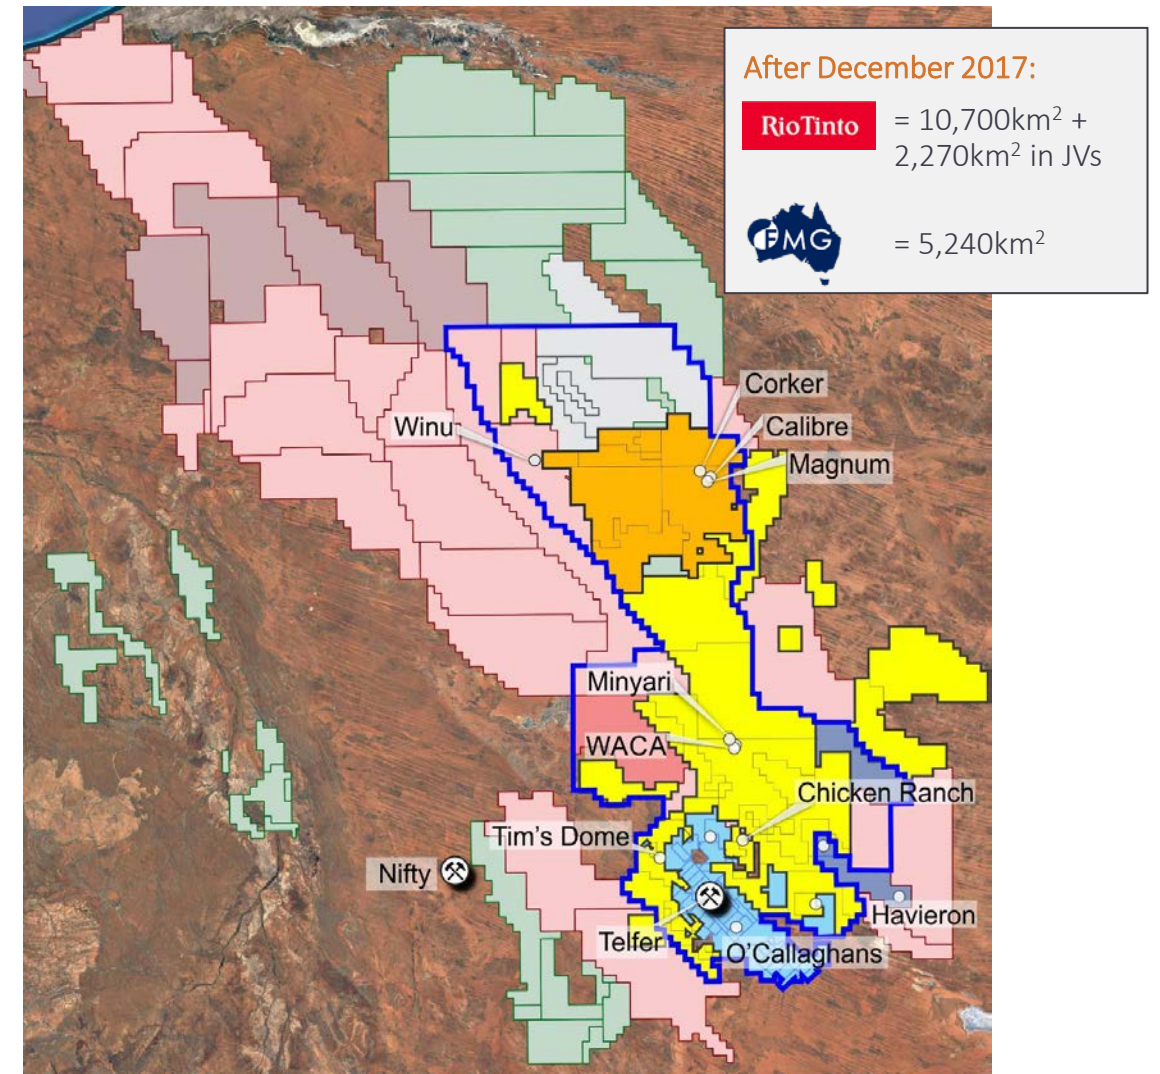 After December 2017:
RioTinto = 10,700km² +
2,270km² in JVs
FMG = 5,240km²
Corker
Calibre
Winu
Magnum
Minyari
WACA
Chicken Ranch
Tim's Dome
Nifty
Havieron
Telfer
O'Callaghans